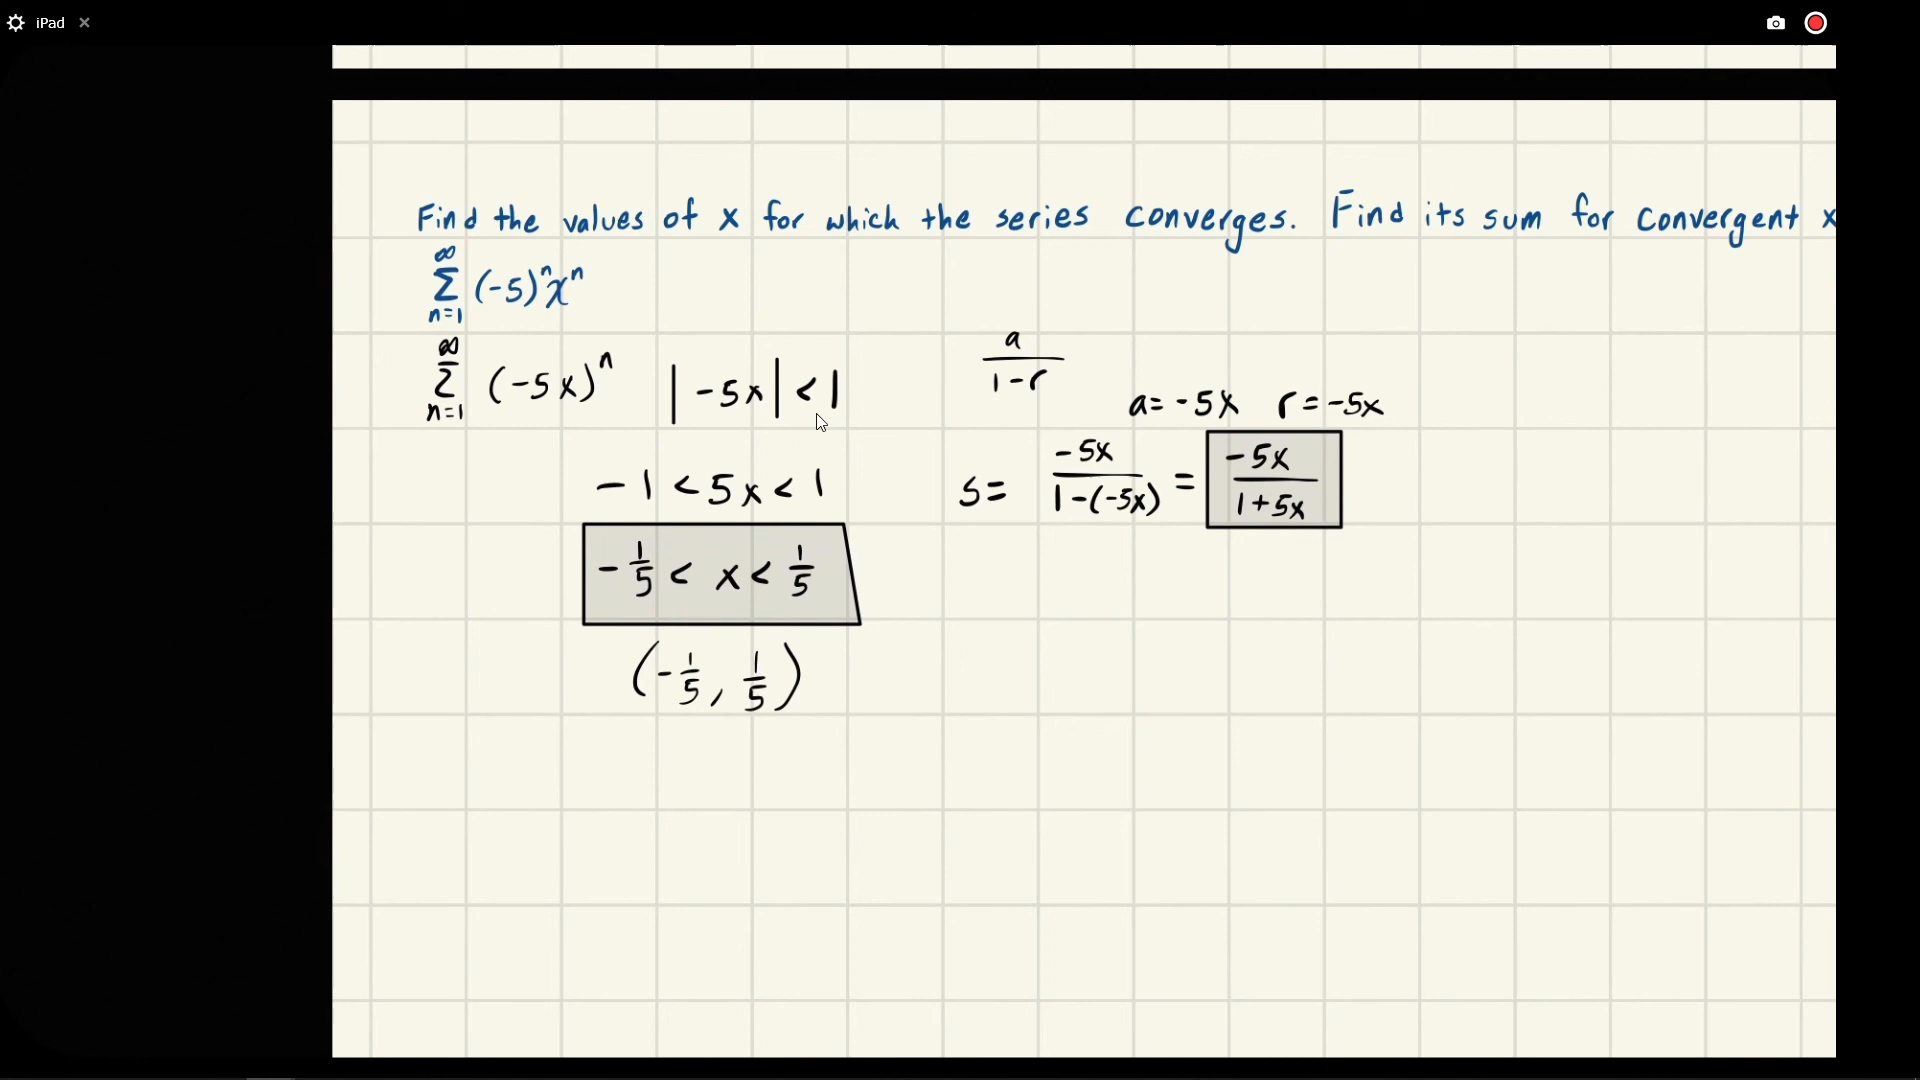 iPad
Find the values of x for which the series converges. Find its sum for convergent x
∞
Σ (-5)ⁿxⁿ
n=1
∞
Σ (-5x)ⁿ |-5x| < 1
n=1
-1 < 5x < 1
-1/5 < x < 1/5
(-1/5, 1/5)
a/(1-r)
a = -5x r = -5x
s = -5x/(1-(-5x)) = -5x/(1+5x)